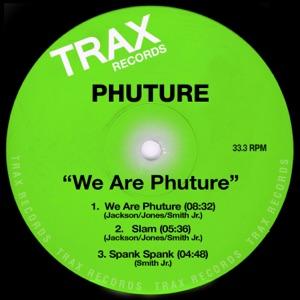 TRAX
RECORDS
PHUTURE
33.3 RPM
“We Are Phuture”
1. We Are Phuture (08:32)
(Jackson/Jones/Smith Jr.)
2. Slam (05:36)
(Jackson/Jones/Smith Jr.)
3. Spank Spank (04:48)
(Smith Jr.)
TRAX RECORDS TRAX RECORDS TRAX RECORDS TRAX RECORDS